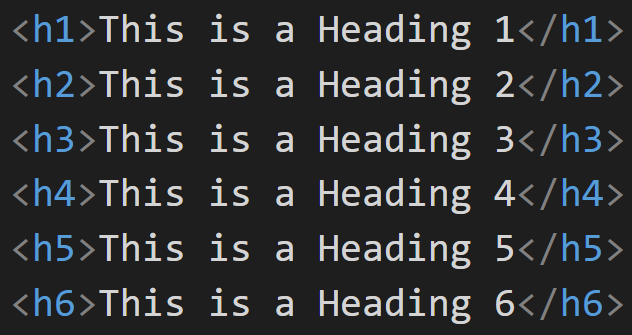 <h1>This is a Heading 1</h1>
<h2>This is a Heading 2</h2>
<h3>This is a Heading 3</h3>
<h4>This is a Heading 4</h4>
<h5>This is a Heading 5</h5>
<h6>This is a Heading 6</h6>